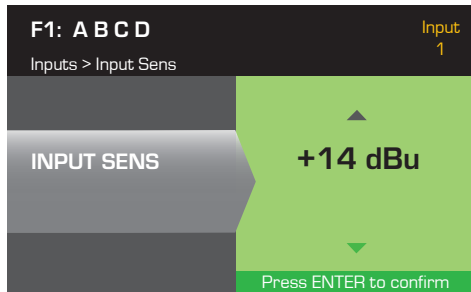 F1: A B C D
Input
1
Inputs > Input Sens
INPUT SENS
+14 dBu
Press ENTER to confirm